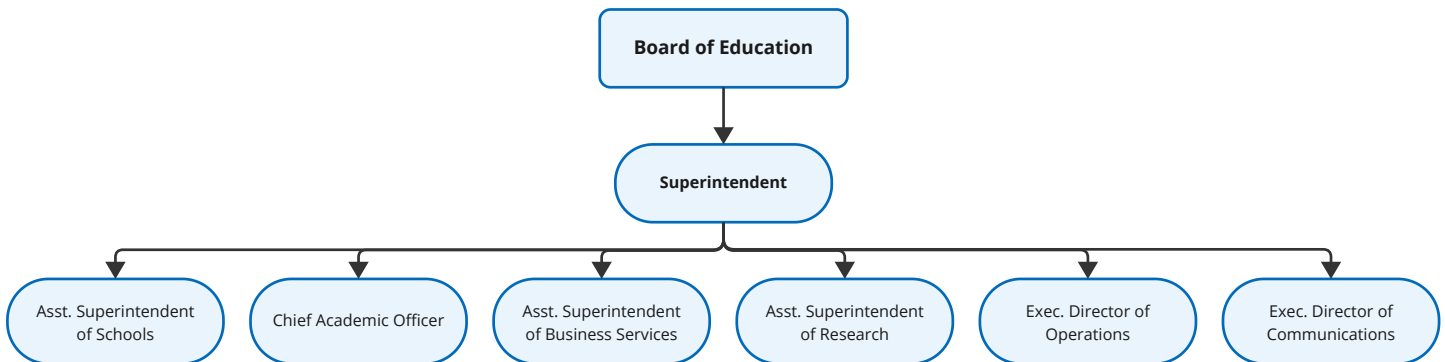 Board of Education
Superintendent
Asst. Superintendent
of Schools
Chief Academic Officer
Asst. Superintendent
of Business Services
Asst. Superintendent
of Research
Exec. Director of
Operations
Exec. Director of
Communications